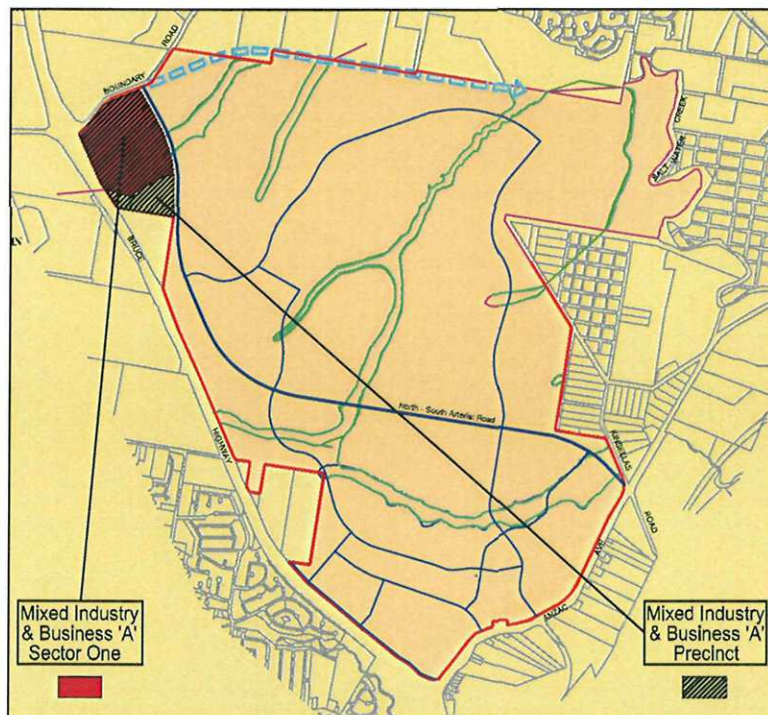 BOUNDARY
ROAD
SALT WATER
CREEK
BRUCE
HIGHWAY
North - South Arterial Road
KINSELLAS
ROAD
ANZAC
AVE
Mixed Industry
& Business 'A'
Sector One
Mixed Industry
& Business 'A'
Precinct